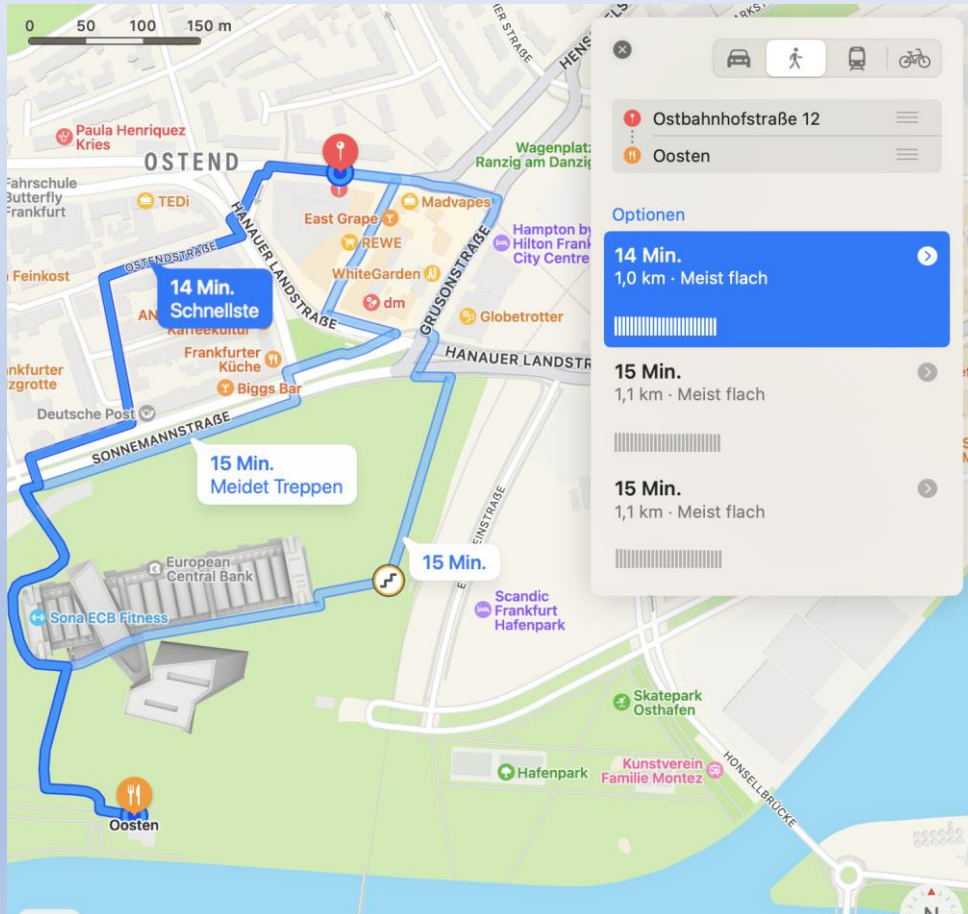 0 50 100 150 m
Paula Henriquez
Kries
OSTEND
Fahrschule
Butterfly
Frankfurt
TEDi
Feinkost
OSTENDSTRASSE
HANAUER LANDSTRASSE
East Grape
REWE
WhiteGarden
dm
Madvapes
Wagenplatz
Ranzig am Danzig
Hampton by
Hilton Frank
City Centre
GRUSONSTRASSE
Globetrotter
HANAUER LANDSTR
14 Min.
Schnellste
Kaffeekultur
Frankfurter
Küche
Biggs Bar
Deutsche Post
SONNEMANNSTRASSE
15 Min.
Meidet Treppen
European
Central Bank
Sona ECB Fitness
15 Min.
Scandic
Frankfurt
Hafenpark
Skatepark
Osthafen
Hafenpark
Kunstverein
Familie Montez
HONSELLBRÜCKE
Oosten
Ostbahnhofstraße 12
Oosten
Optionen
14 Min.
1,0 km · Meist flach
15 Min.
1,1 km · Meist flach
15 Min.
1,1 km · Meist flach
N